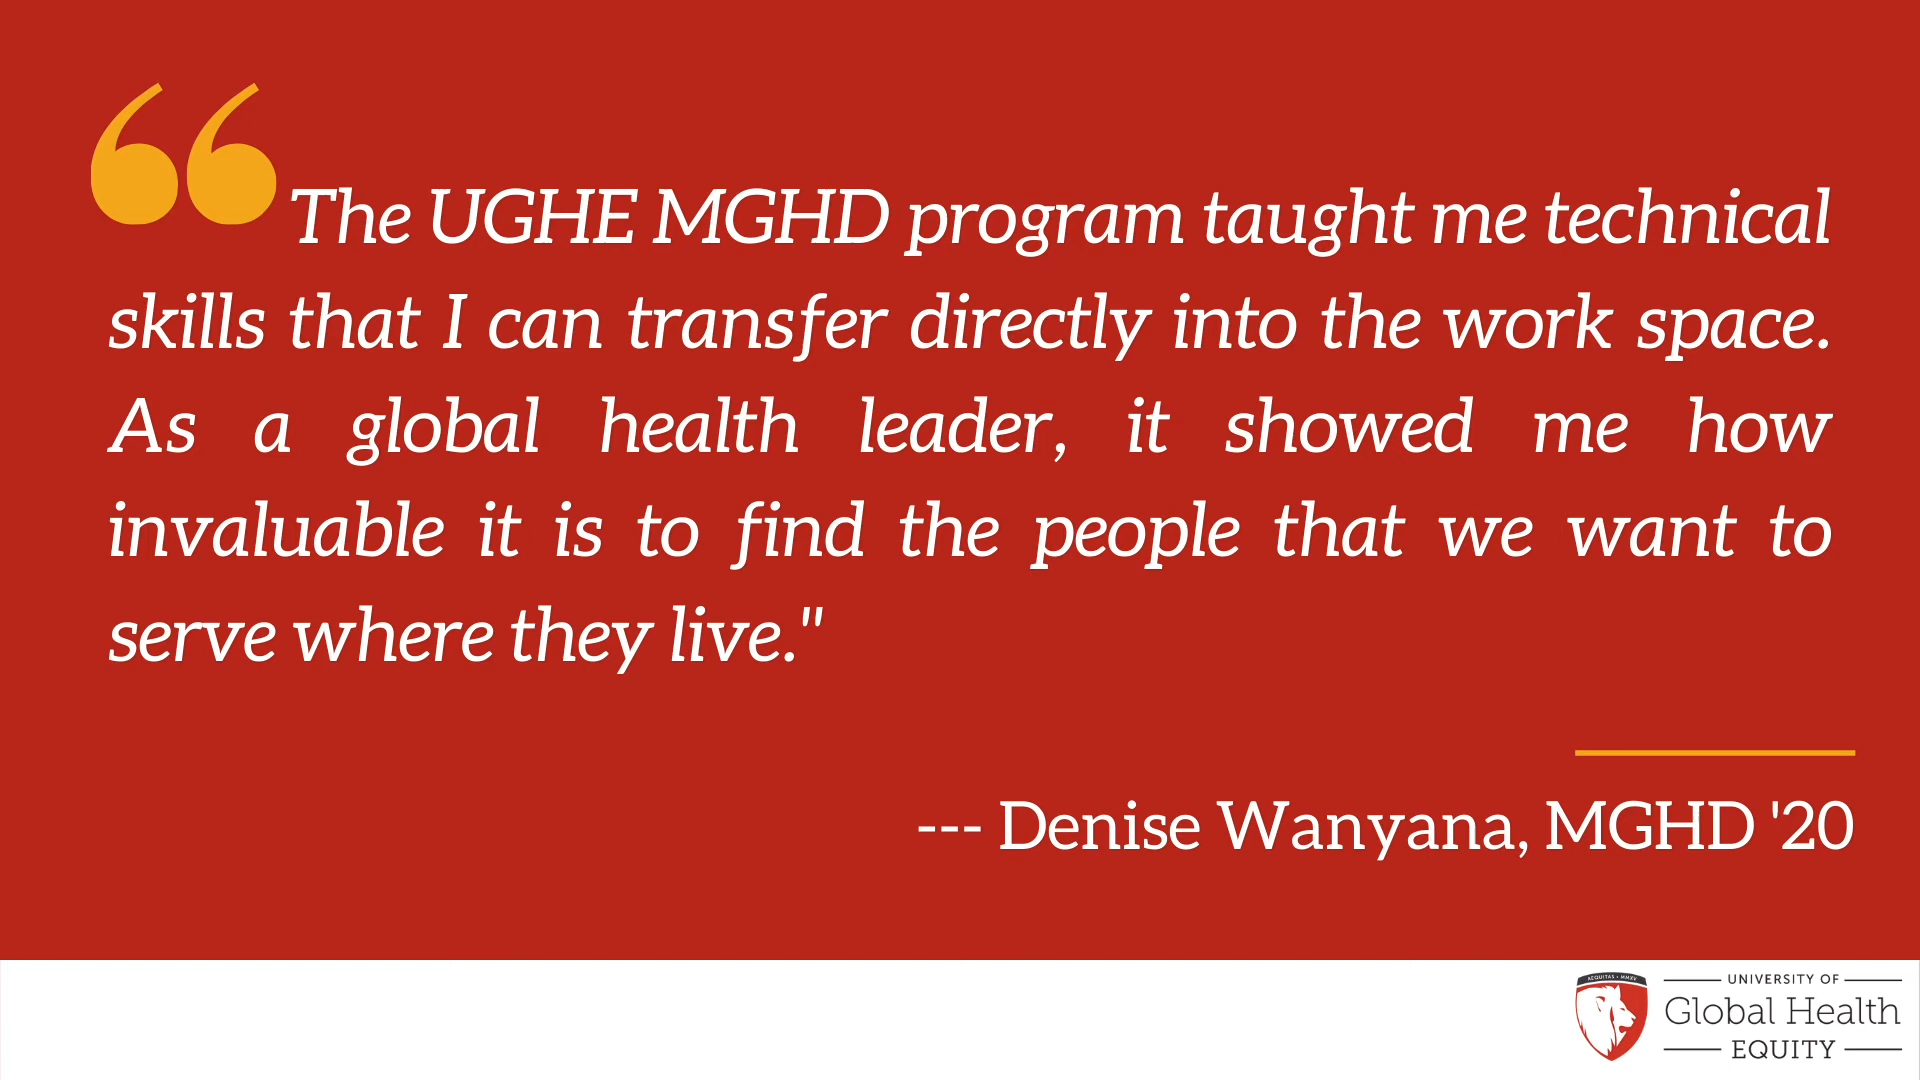 “The UGHE MGHD program taught me technical
skills that I can transfer directly into the work space.
As a global health leader, it showed me how
invaluable it is to find the people that we want to
serve where they live."
--- Denise Wanyana, MGHD '20
AEQUITAS • MMXV
UNIVERSITY OF
Global Health
EQUITY